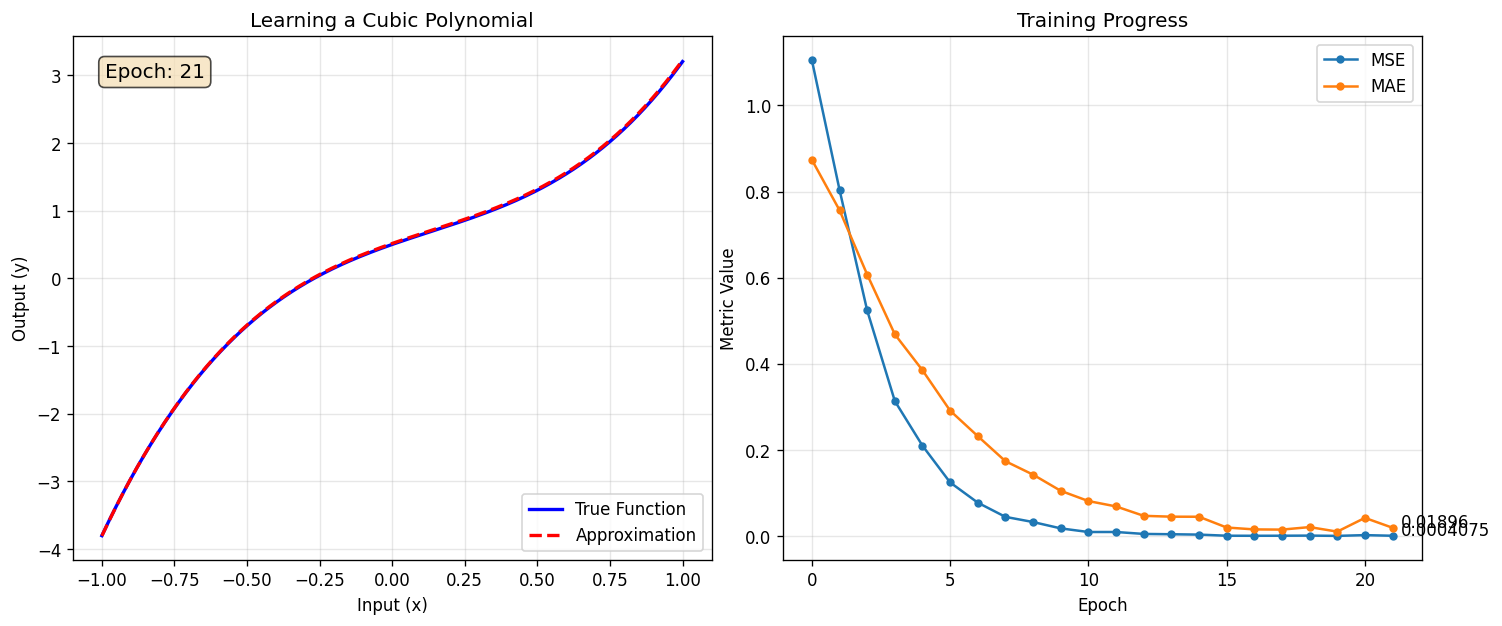 Learning a Cubic Polynomial
Epoch: 21
3
2
1
0
−1
−2
−3
−4
Output (y)
True Function
Approximation
−1.00 −0.75 −0.50 −0.25 0.00 0.25 0.50 0.75 1.00
Input (x)
Training Progress
MSE
MAE
1.0
0.8
0.6
0.4
0.2
0.0
Metric Value
0.01896
0.0004075
0 5 10 15 20
Epoch